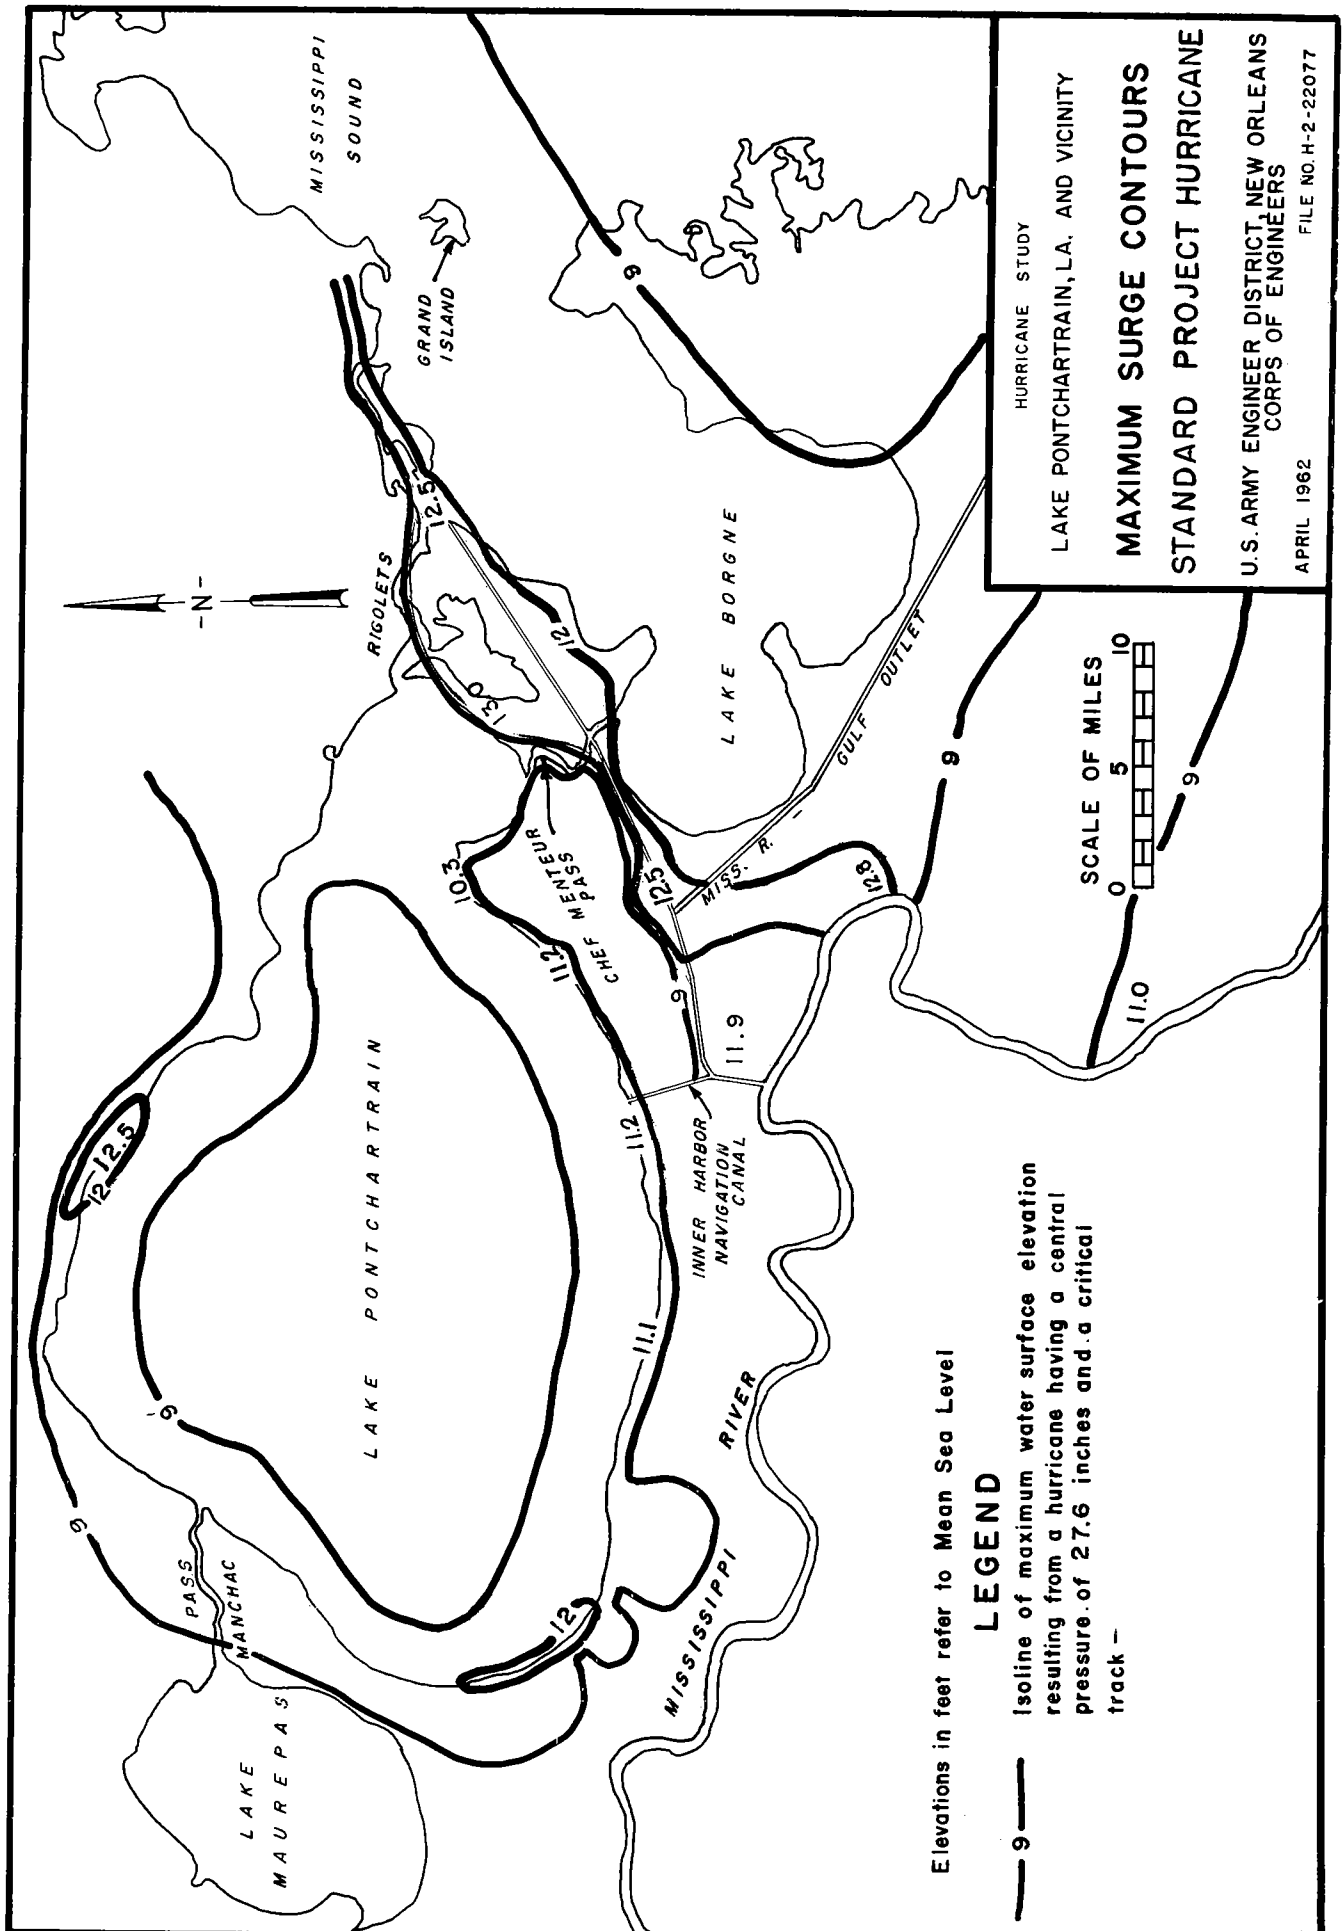 MISSISSIPPI
SOUND
GRAND
ISLAND
-N-
RIGOLETS
12.5
9
12
13.0
LAKE BORGNE
CHEF MENTEUR
PASS
10.3
11.2
12.5
MISS. R. - GULF OUTLET
12.8
9
9
11.0
9
11.9
11.2
INNER HARBOR
NAVIGATION
CANAL
12.5
12
LAKE PONTCHARTRAIN
9
9
11.1
12
PASS
MANCHAC
LAKE
MAUREPAS
MISSISSIPPI RIVER
SCALE OF MILES
0 5 10
Elevations in feet refer to Mean Sea Level
LEGEND
9
Isoline of maximum water surface elevation
resulting from a hurricane having a central
pressure of 27.6 inches and a critical
track –
HURRICANE STUDY
LAKE PONTCHARTRAIN, LA. AND VICINITY
MAXIMUM SURGE CONTOURS
STANDARD PROJECT HURRICANE
U.S. ARMY ENGINEER DISTRICT, NEW ORLEANS
CORPS OF ENGINEERS
APRIL 1962
FILE NO. H-2-22077